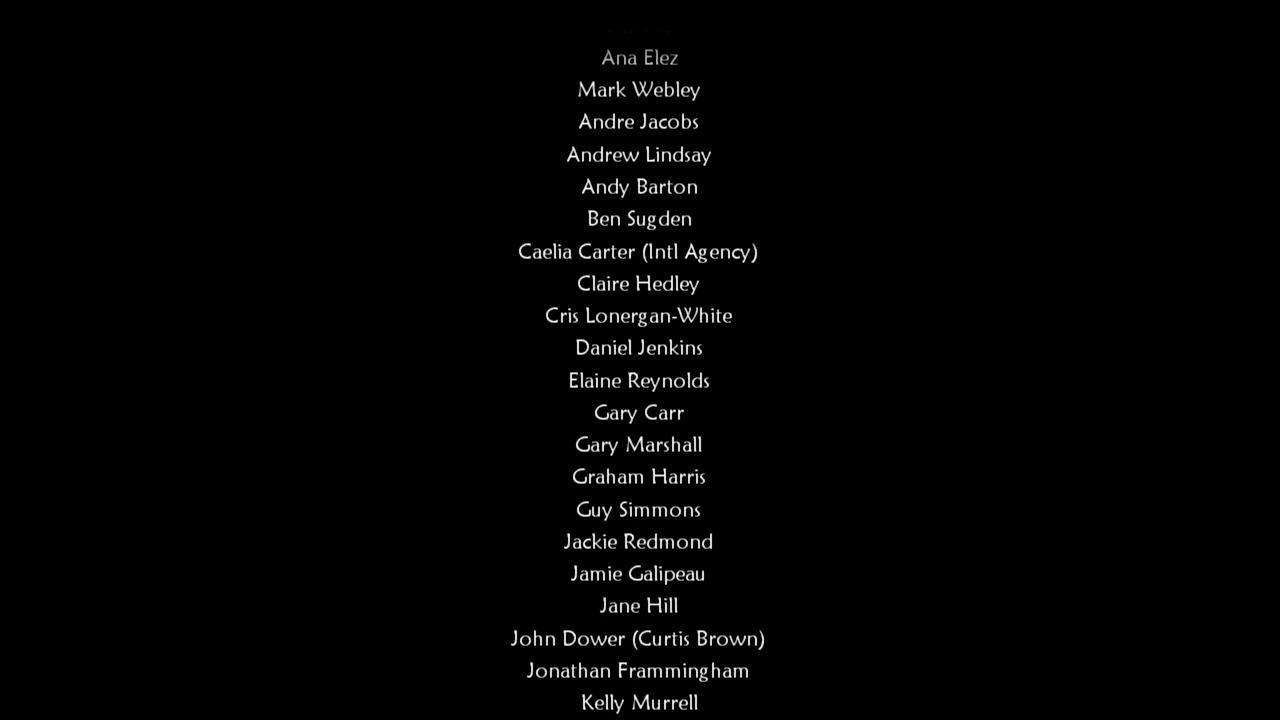 Ana Elez
Mark Webley
Andre Jacobs
Andrew Lindsay
Andy Barton
Ben Sugden
Caelia Carter (Intl Agency)
Claire Hedley
Cris Lonergan-White
Daniel Jenkins
Elaine Reynolds
Gary Carr
Gary Marshall
Graham Harris
Guy Simmons
Jackie Redmond
Jamie Galipeau
Jane Hill
John Dower (Curtis Brown)
Jonathan Frammingham
Kelly Murrell